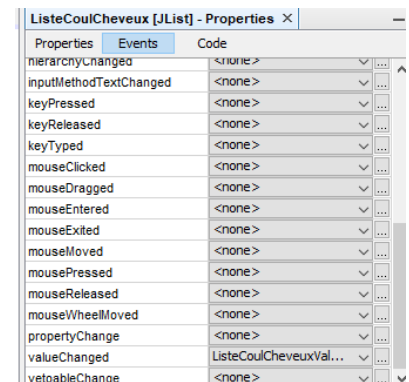 ListeCoulCheveux [JList] - Properties ×
Properties Events Code
hierarchyChanged <none> ...
inputMethodTextChanged <none> ...
keyPressed <none> ...
keyReleased <none> ...
keyTyped <none> ...
mouseClicked <none> ...
mouseDragged <none> ...
mouseEntered <none> ...
mouseExited <none> ...
mouseMoved <none> ...
mousePressed <none> ...
mouseReleased <none> ...
mouseWheelMoved <none> ...
propertyChange <none> ...
valueChanged ListeCoulCheveuxVal... ...
vetoableChange <none> ...